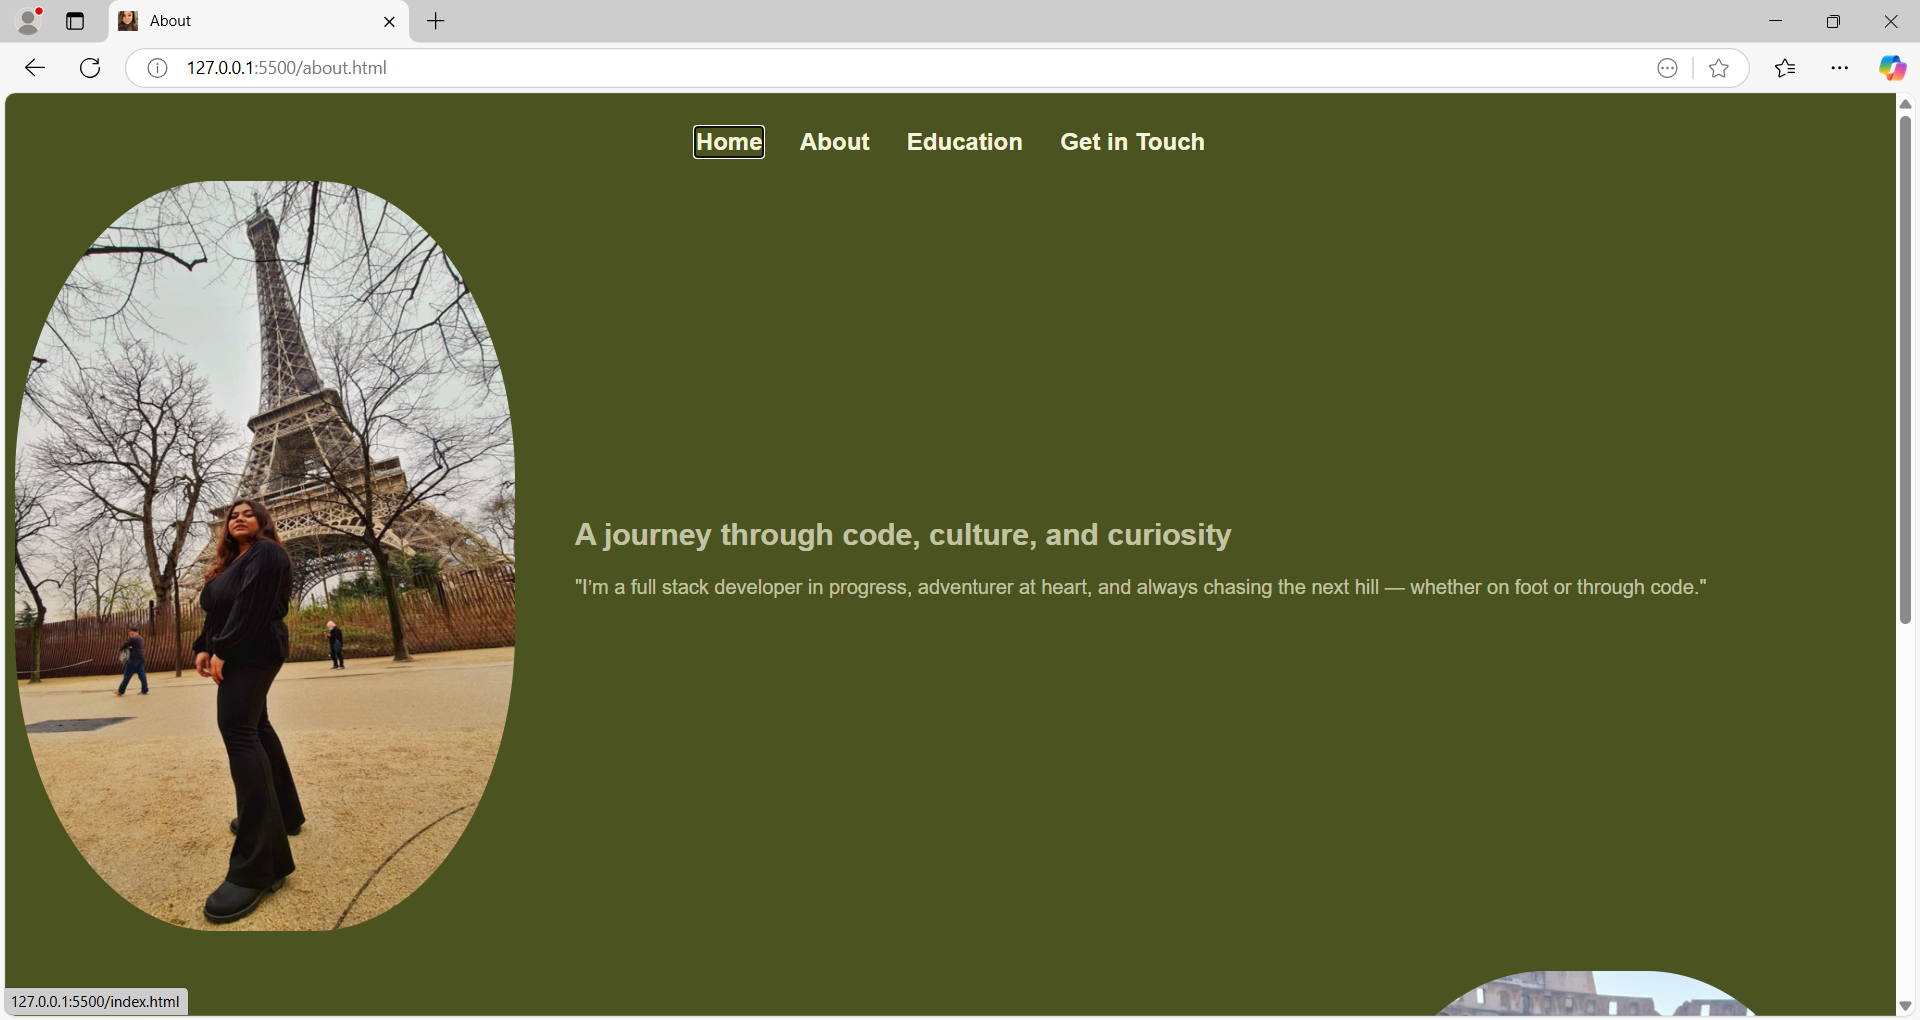 About
127.0.0.1:5500/about.html
Home About Education Get in Touch
A journey through code, culture, and curiosity
"I'm a full stack developer in progress, adventurer at heart, and always chasing the next hill — whether on foot or through code."
127.0.0.1:5500/index.html